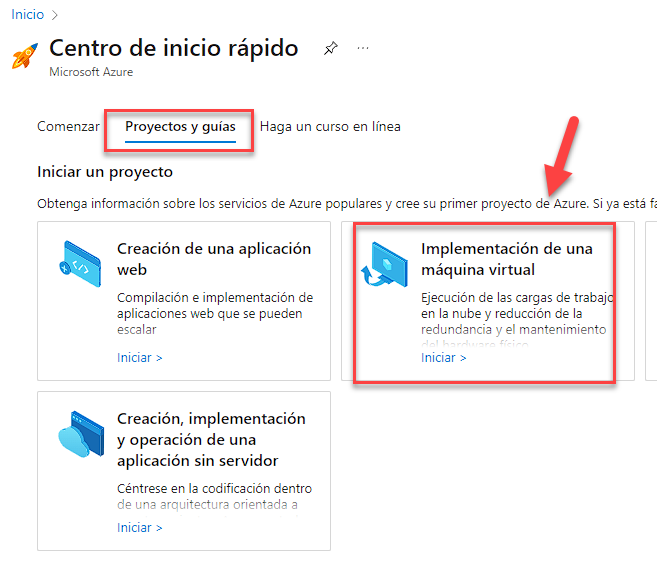 Inicio >
Centro de inicio rápido
Microsoft Azure
Comenzar Proyectos y guías Haga un curso en línea
Iniciar un proyecto
Obtenga información sobre los servicios de Azure populares y cree su primer proyecto de Azure. Si ya está fa
Creación de una aplicación
web
Compilación e implementación de
aplicaciones web que se pueden
escalar
Iniciar >
Implementación de una
máquina virtual
Ejecución de las cargas de trabajo
en la nube y reducción de la
redundancia y el mantenimiento
del hardware físico
Iniciar >
Creación, implementación
y operación de una
aplicación sin servidor
Céntrese en la codificación dentro
de una arquitectura orientada a
Iniciar >